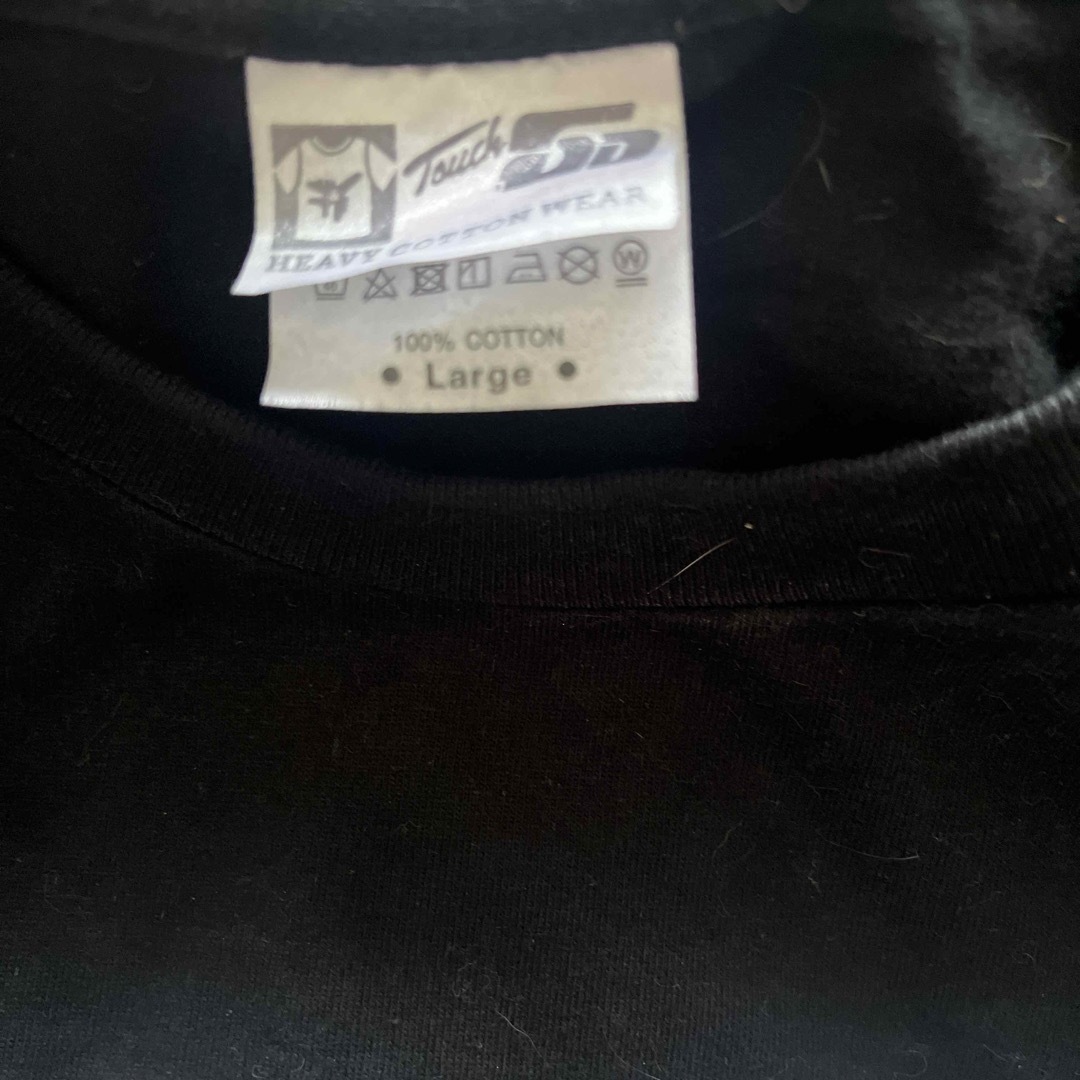 Touch
HEAVY COTTON WEAR
W
100% COTTON
• Large •